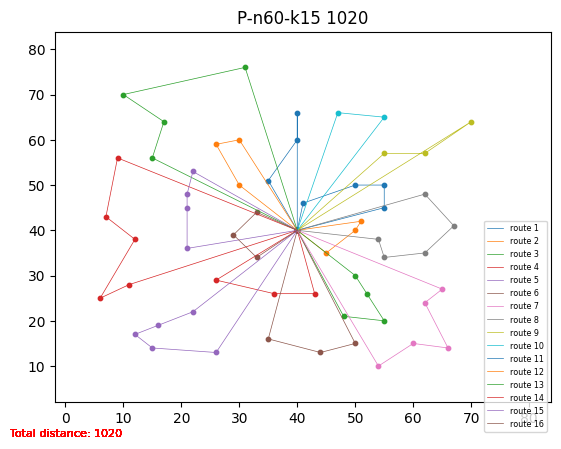 P-n60-k15 1020
80
70
60
50
40
30
20
10
0 10 20 30 40 50 60 70 80
route 1
route 2
route 3
route 4
route 5
route 6
route 7
route 8
route 9
route 10
route 11
route 12
route 13
route 14
route 15
route 16
Total distance: 1020